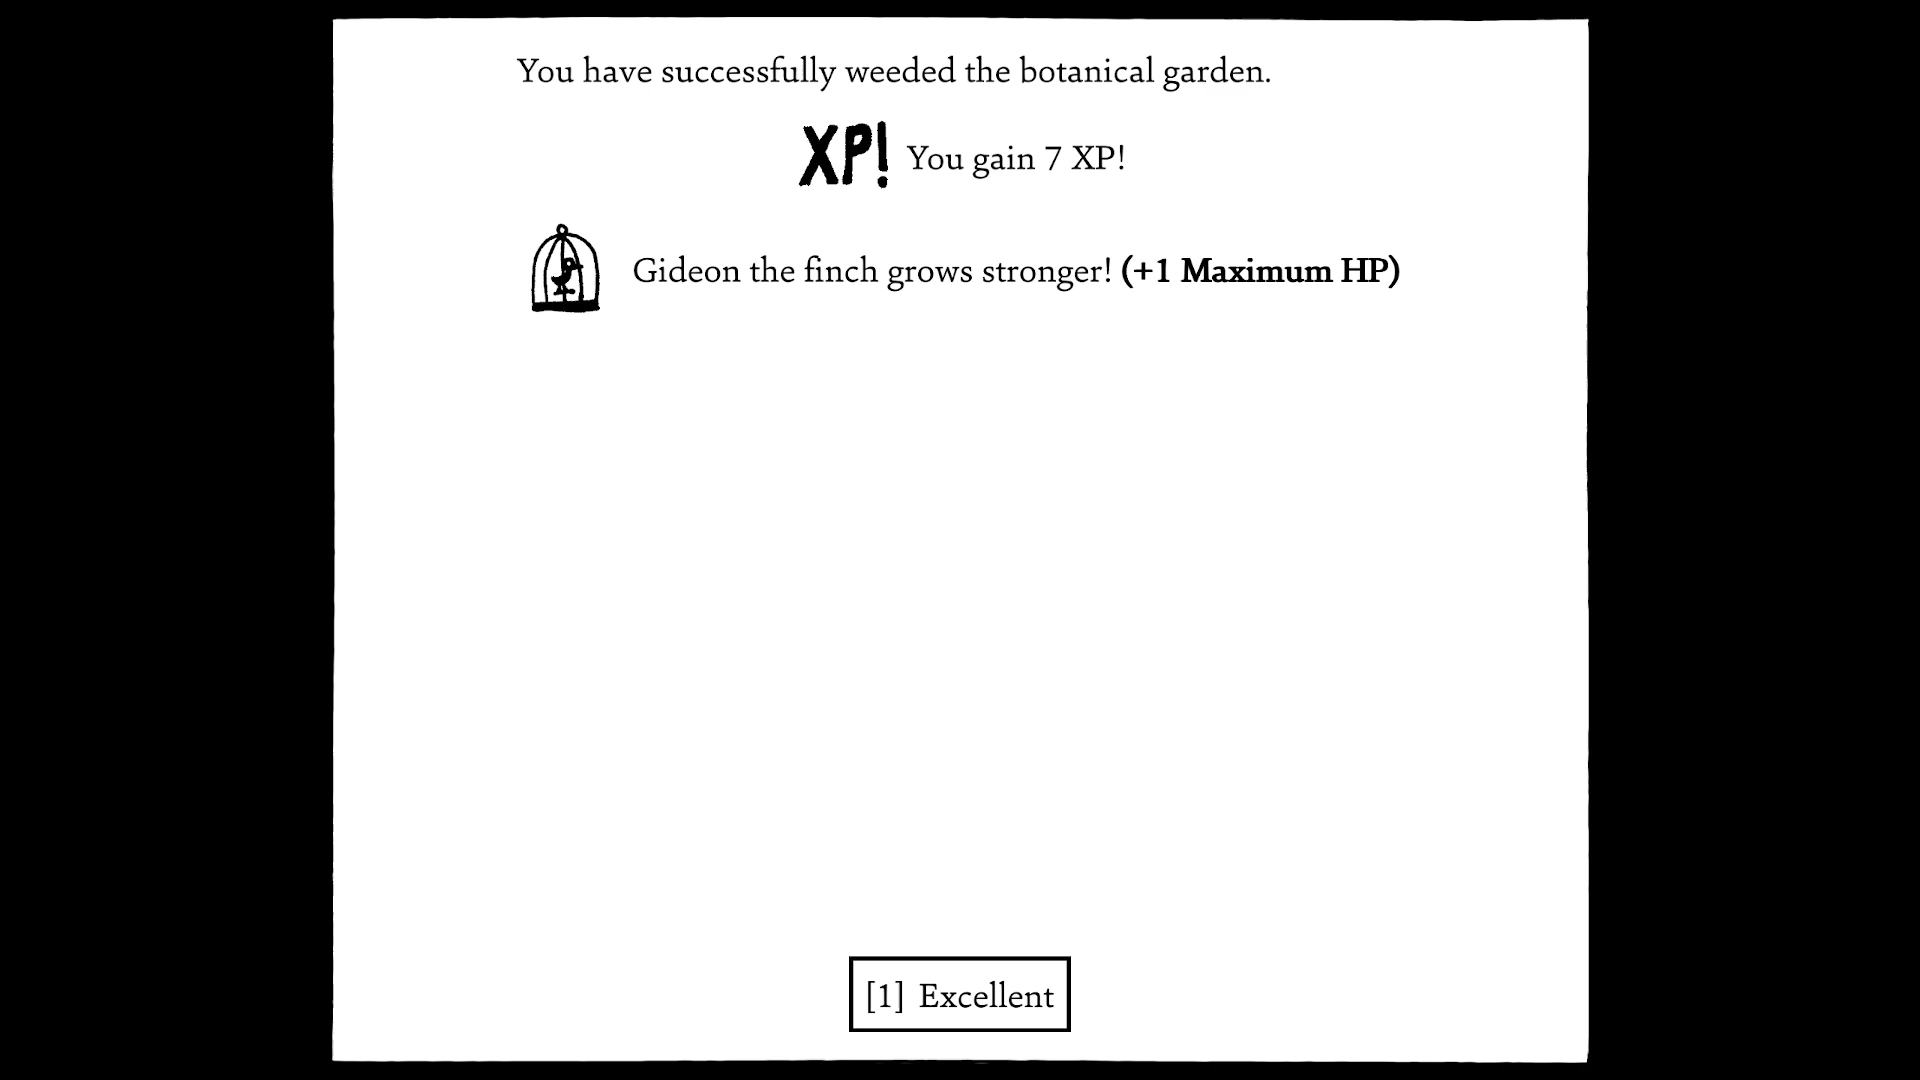 You have successfully weeded the botanical garden.
XP! You gain 7 XP!
Gideon the finch grows stronger! (+1 Maximum HP)
[1] Excellent